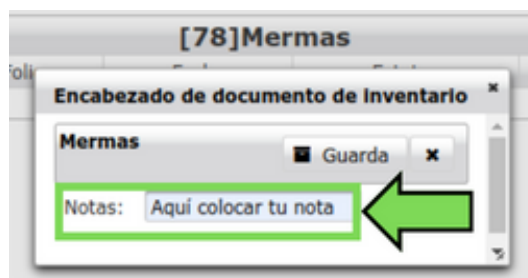 [78]Mermas
Encabezado de documento de inventario
Mermas
Guarda
Notas: Aquí colocar tu nota